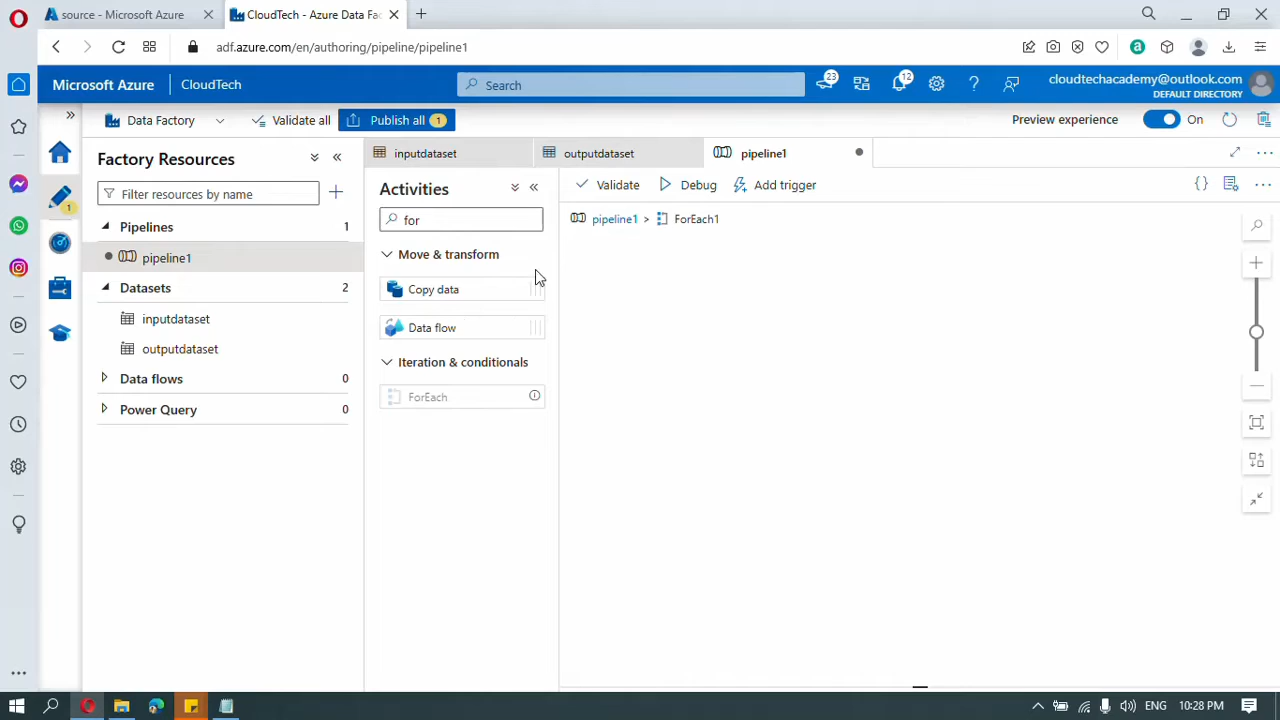 source - Microsoft Azure
CloudTech - Azure Data Fac
adf.azure.com/en/authoring/pipeline/pipeline1
Microsoft Azure
CloudTech
Search
23
12
cloudtechacademy@outlook.com
DEFAULT DIRECTORY
Data Factory
Validate all
Publish all 1
Preview experience
On
1
Factory Resources
Filter resources by name
Pipelines 1
pipeline1
Datasets 2
inputdataset
outputdataset
Data flows 0
Power Query 0
inputdataset
outputdataset
pipeline1
Activities
for
Move & transform
Copy data
Data flow
Iteration & conditionals
ForEach
Validate
Debug
Add trigger
pipeline1 > ForEach1
ENG 10:28 PM